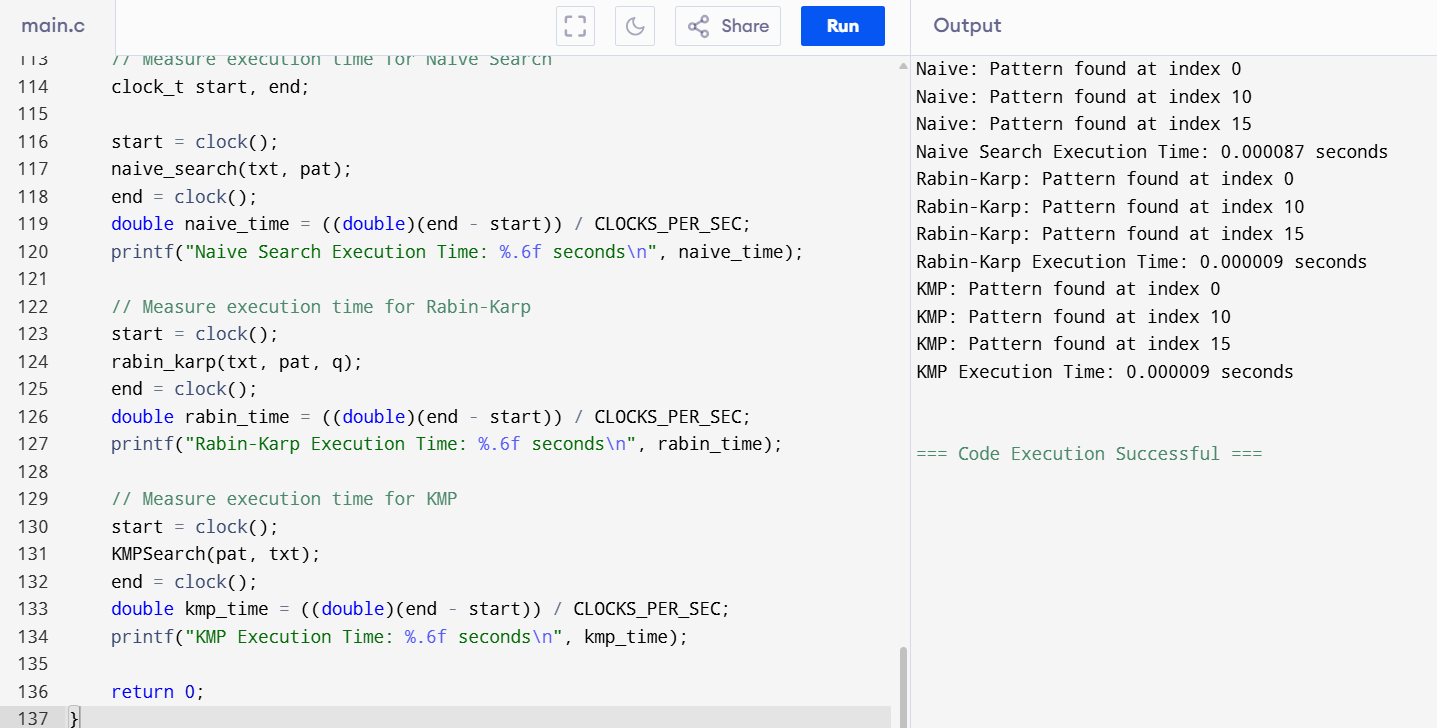 main.c
Share
Run
Output
113 // Measure execution time for Naive Search
114 clock_t start, end;
115
116 start = clock();
117 naive_search(txt, pat);
118 end = clock();
119 double naive_time = ((double)(end - start)) / CLOCKS_PER_SEC;
120 printf("Naive Search Execution Time: %.6f seconds\n", naive_time);
121
122 // Measure execution time for Rabin-Karp
123 start = clock();
124 rabin_karp(txt, pat, q);
125 end = clock();
126 double rabin_time = ((double)(end - start)) / CLOCKS_PER_SEC;
127 printf("Rabin-Karp Execution Time: %.6f seconds\n", rabin_time);
128
129 // Measure execution time for KMP
130 start = clock();
131 KMPSearch(pat, txt);
132 end = clock();
133 double kmp_time = ((double)(end - start)) / CLOCKS_PER_SEC;
134 printf("KMP Execution Time: %.6f seconds\n", kmp_time);
135
136 return 0;
137 }
Naive: Pattern found at index 0
Naive: Pattern found at index 10
Naive: Pattern found at index 15
Naive Search Execution Time: 0.000087 seconds
Rabin-Karp: Pattern found at index 0
Rabin-Karp: Pattern found at index 10
Rabin-Karp: Pattern found at index 15
Rabin-Karp Execution Time: 0.000009 seconds
KMP: Pattern found at index 0
KMP: Pattern found at index 10
KMP: Pattern found at index 15
KMP Execution Time: 0.000009 seconds
=== Code Execution Successful ===